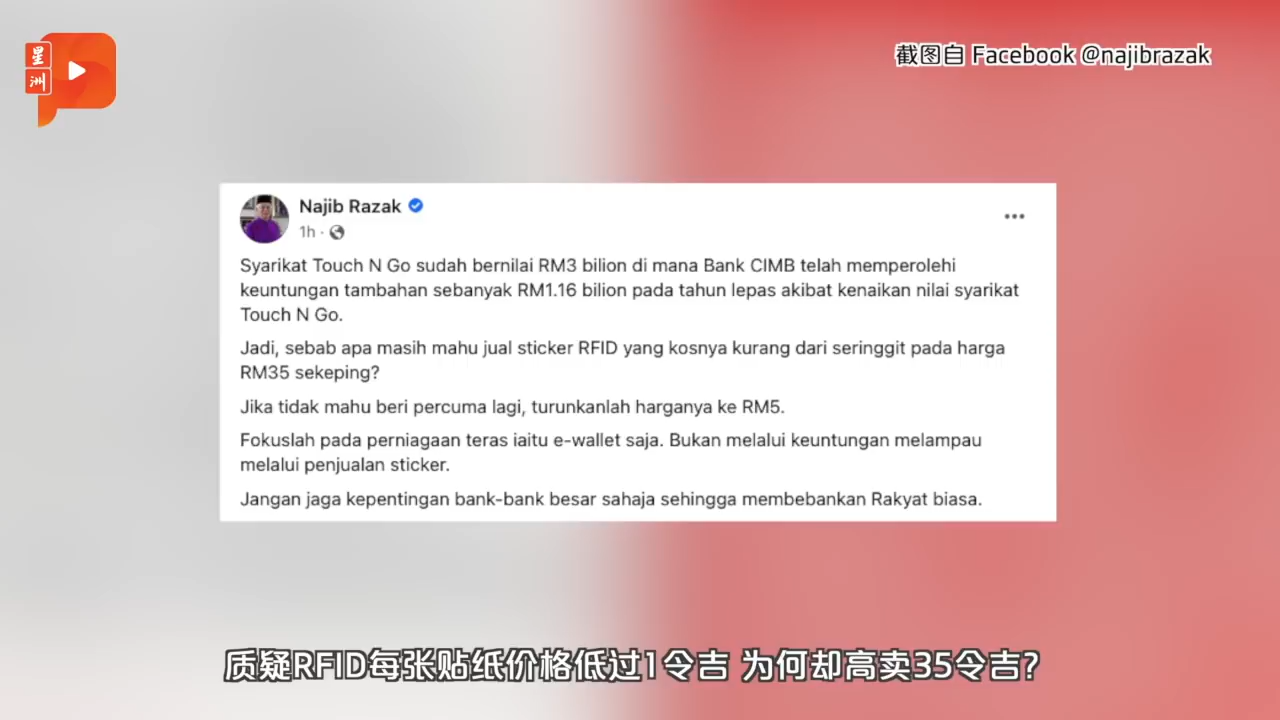 星洲
截图自 Facebook @najibrazak
Najib Razak
1h ·
Syarikat Touch N Go sudah bernilai RM3 bilion di mana Bank CIMB telah memperolehi
keuntungan tambahan sebanyak RM1.16 bilion pada tahun lepas akibat kenaikan nilai syarikat
Touch N Go.
Jadi, sebab apa masih mahu jual sticker RFID yang kosnya kurang dari seringgit pada harga
RM35 sekeping?
Jika tidak mahu beri percuma lagi, turunkanlah harganya ke RM5.
Fokuslah pada perniagaan teras iaitu e-wallet saja. Bukan melalui keuntungan melampau
melalui penjualan sticker.
Jangan jaga kepentingan bank-bank besar sahaja sehingga membebankan Rakyat biasa.
质疑RFID每张贴纸价格低过1令吉 为何却高卖35令吉?